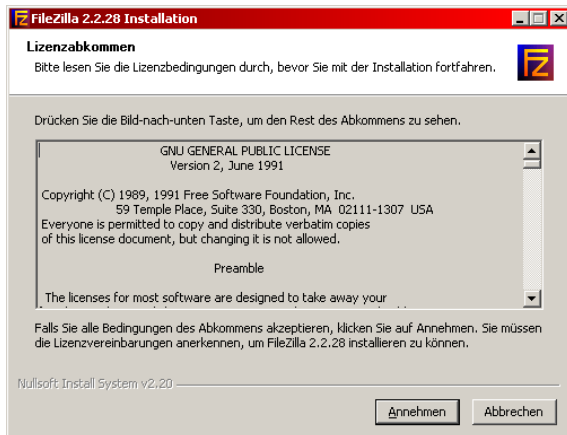 FileZilla 2.2.28 Installation
Lizenzabkommen
Bitte lesen Sie die Lizenzbedingungen durch, bevor Sie mit der Installation fortfahren.
FZ
Drücken Sie die Bild-nach-unten Taste, um den Rest des Abkommens zu sehen.
GNU GENERAL PUBLIC LICENSE
Version 2, June 1991
Copyright (C) 1989, 1991 Free Software Foundation, Inc.
59 Temple Place, Suite 330, Boston, MA 02111-1307 USA
Everyone is permitted to copy and distribute verbatim copies
of this license document, but changing it is not allowed.
Preamble
The licenses for most software are designed to take away your
Falls Sie alle Bedingungen des Abkommens akzeptieren, klicken Sie auf Annehmen. Sie müssen
die Lizenzvereinbarungen anerkennen, um FileZilla 2.2.28 installieren zu können.
Nullsoft Install System v2.20
Annehmen
Abbrechen